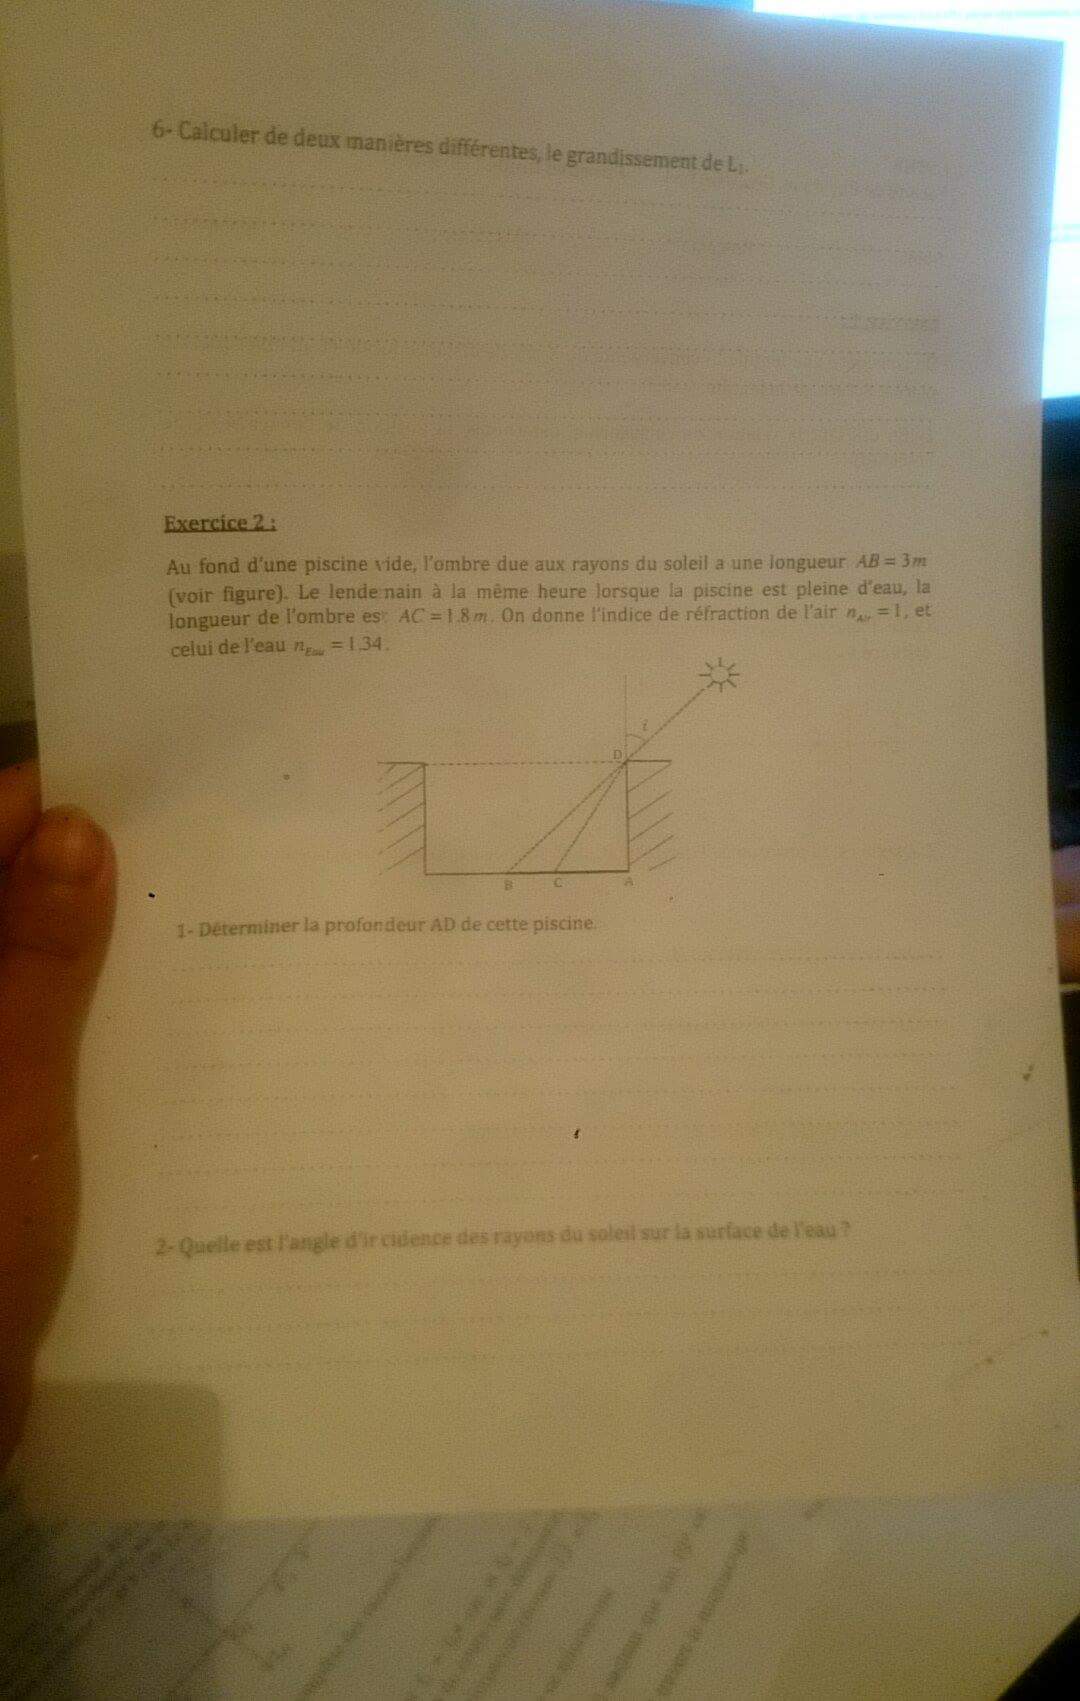 6- Calculer de deux manières différentes, le grandissement de L₁.
Exercice 2 :
Au fond d'une piscine vide, l'ombre due aux rayons du soleil a une longueur AB = 3m
(voir figure). Le lendemain à la même heure lorsque la piscine est pleine d'eau, la
longueur de l'ombre est AC = 1.8m. On donne l'indice de réfraction de l'air n_Air = 1, et
celui de l'eau n_Eau = 1.34.
i
D
B C A
1- Déterminer la profondeur AD de cette piscine.
2- Quelle est l'angle d'incidence des rayons du soleil sur la surface de l'eau ?